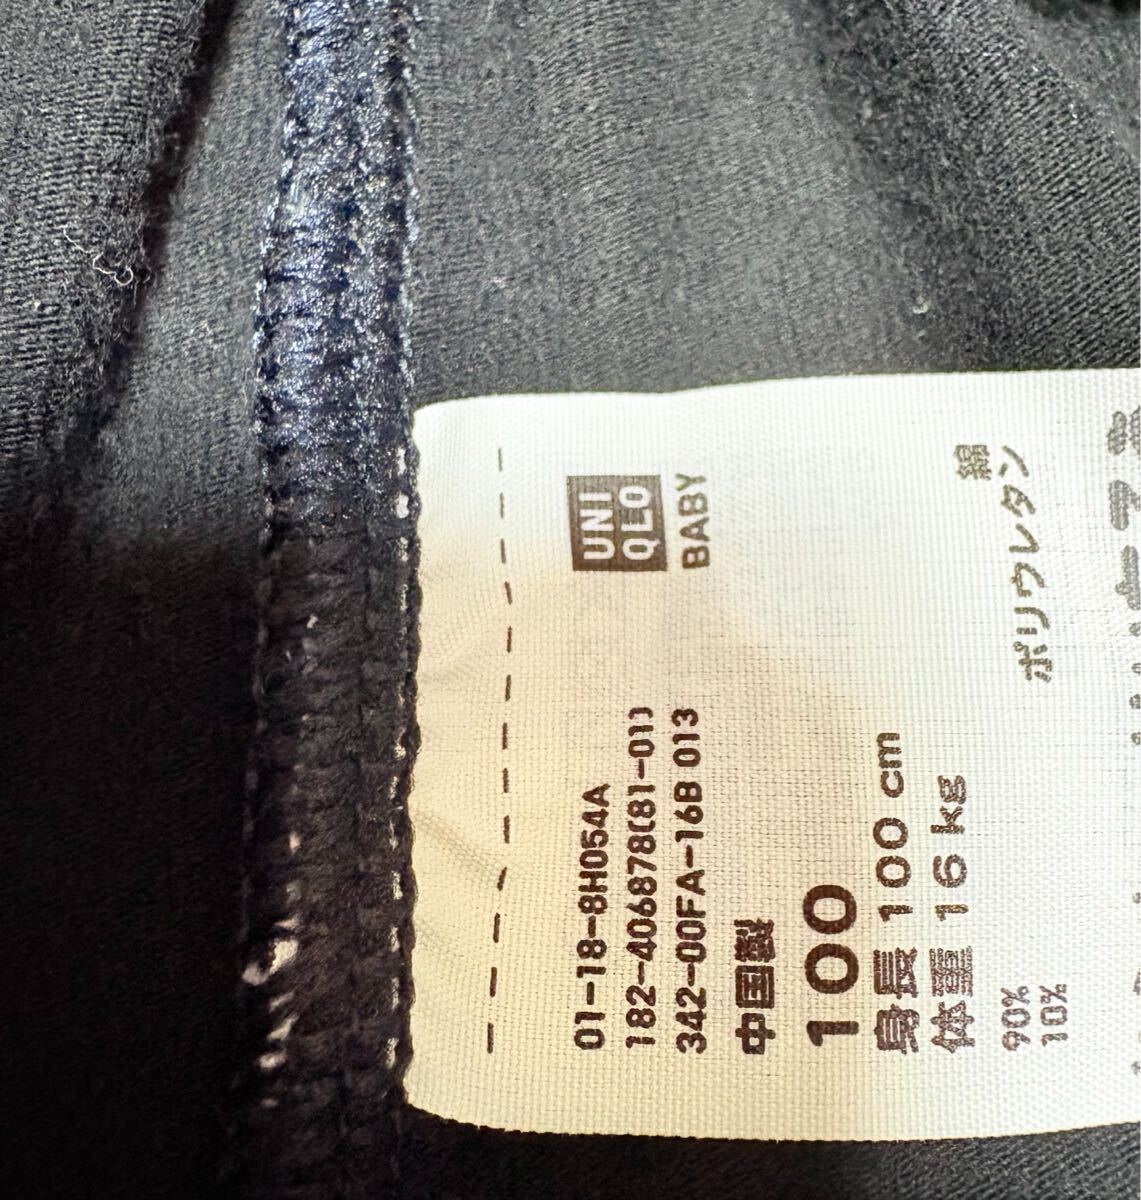 UNI
QLO
BABY
01-18-8H054A
182-406878(81-01)
342-00FA-16B 013
中国製
100
身長 100 cm
体重 16 kg
90% 綿
10% ポリウレタン